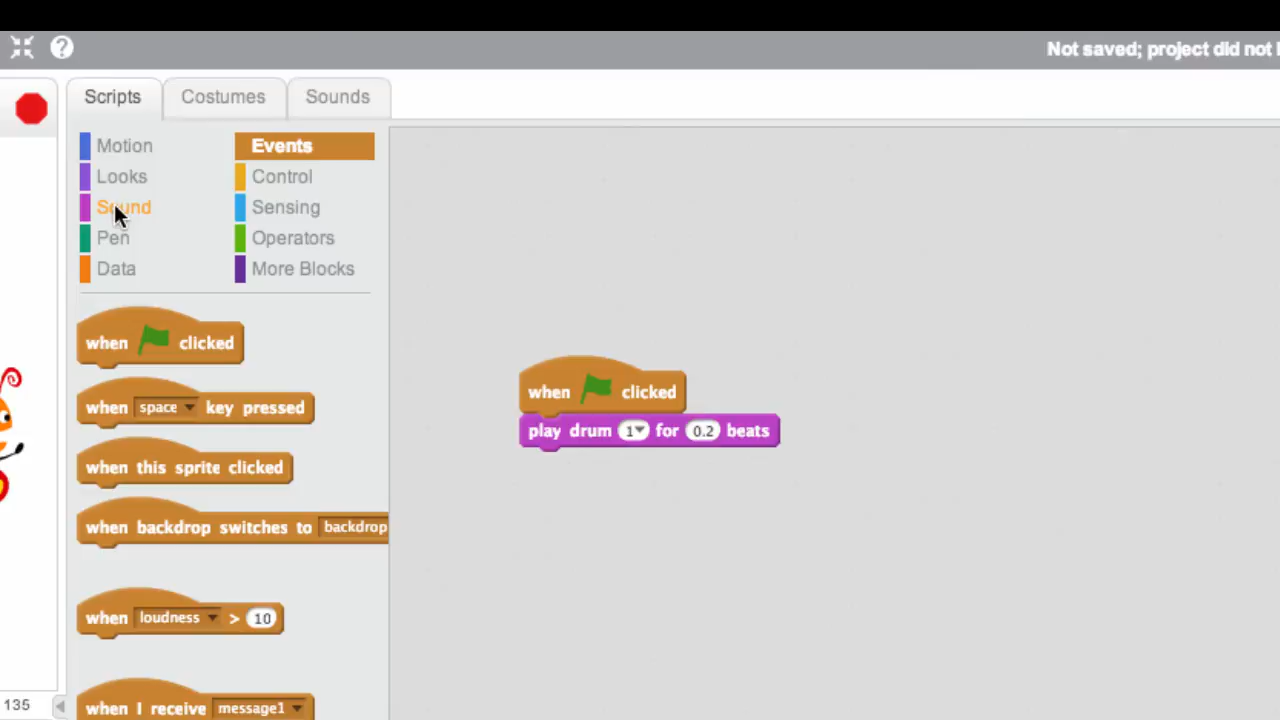 ?
Not saved; project did not
Scripts Costumes Sounds
Motion Events
Looks Control
Sound Sensing
Pen Operators
Data More Blocks
when clicked
when space key pressed
when this sprite clicked
when backdrop switches to backdrop
when loudness > 10
when I receive message1
when clicked
play drum 1 for 0.2 beats
135